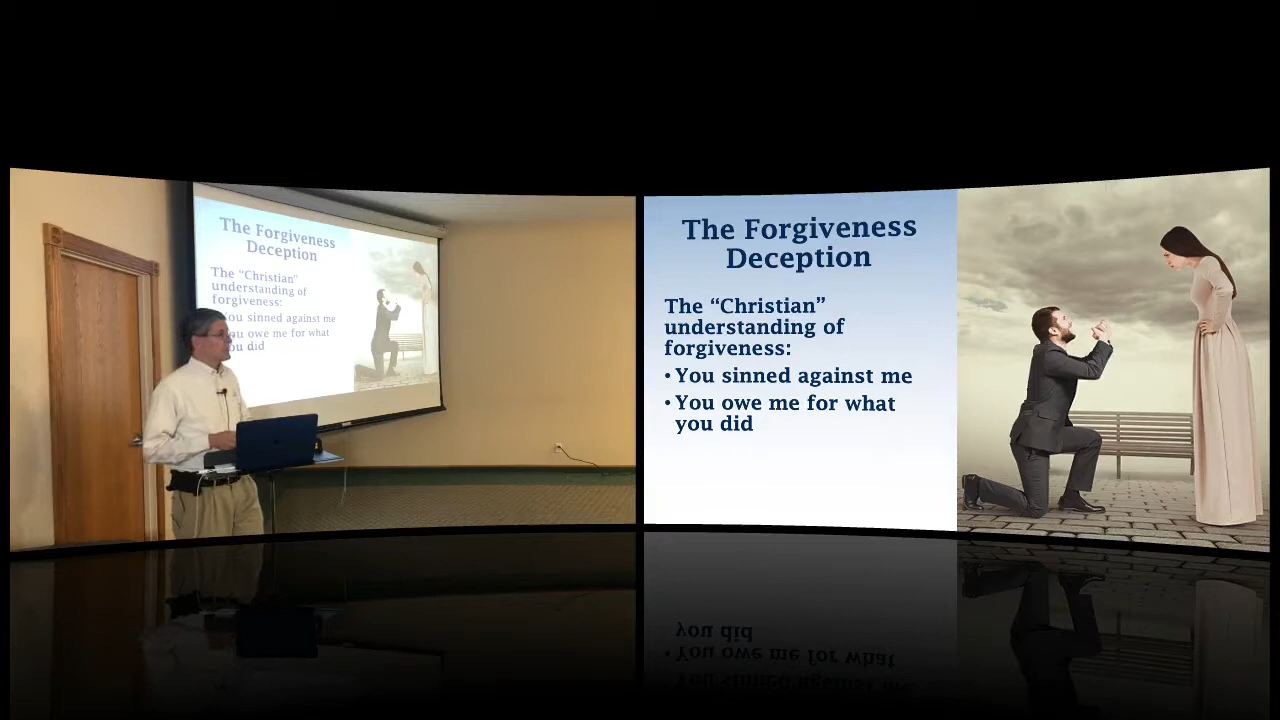 The Forgiveness
Deception
The “Christian”
understanding of
forgiveness:
You sinned against me
You owe me for what
you did
The Forgiveness
Deception
The “Christian”
understanding of
forgiveness:
• You sinned against me
• You owe me for what
you did